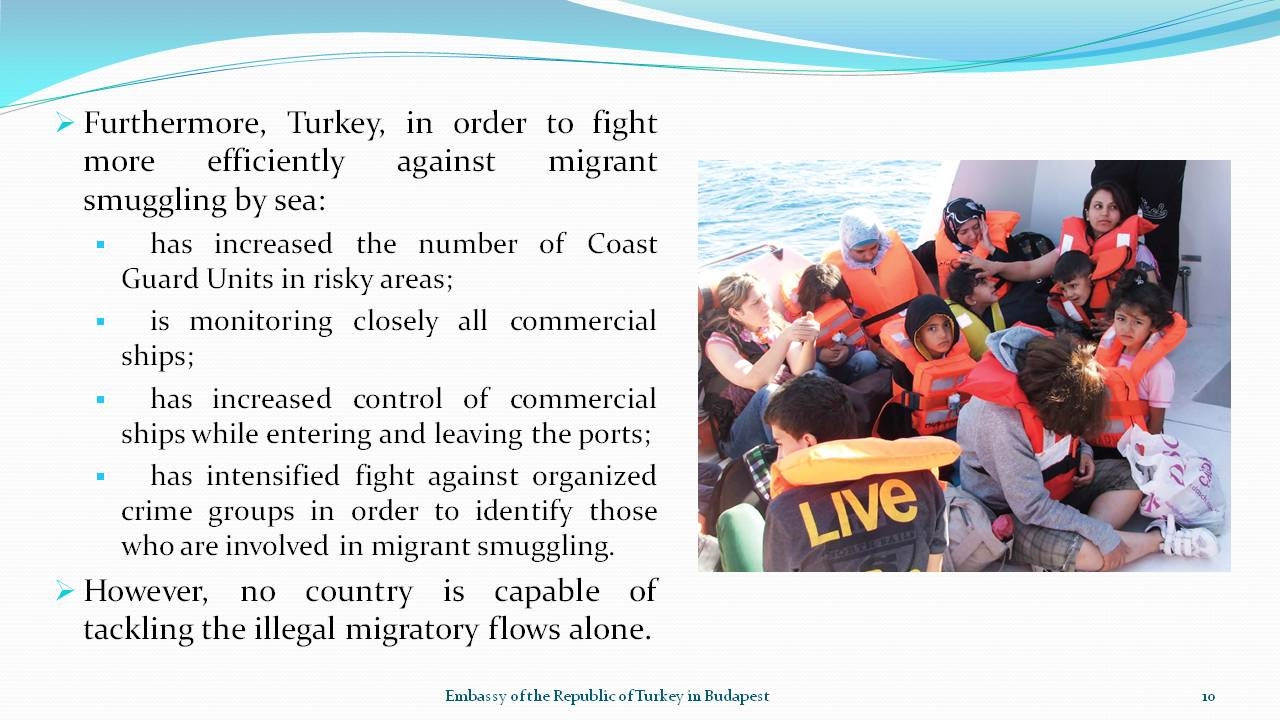 Furthermore, Turkey, in order to fight
more efficiently against migrant
smuggling by sea:
has increased the number of Coast
Guard Units in risky areas;
is monitoring closely all commercial
ships;
has increased control of commercial
ships while entering and leaving the ports;
has intensified fight against organized
crime groups in order to identify those
who are involved in migrant smuggling.
However, no country is capable of
tackling the illegal migratory flows alone.
LIVE
Embassy of the Republic of Turkey in Budapest
10